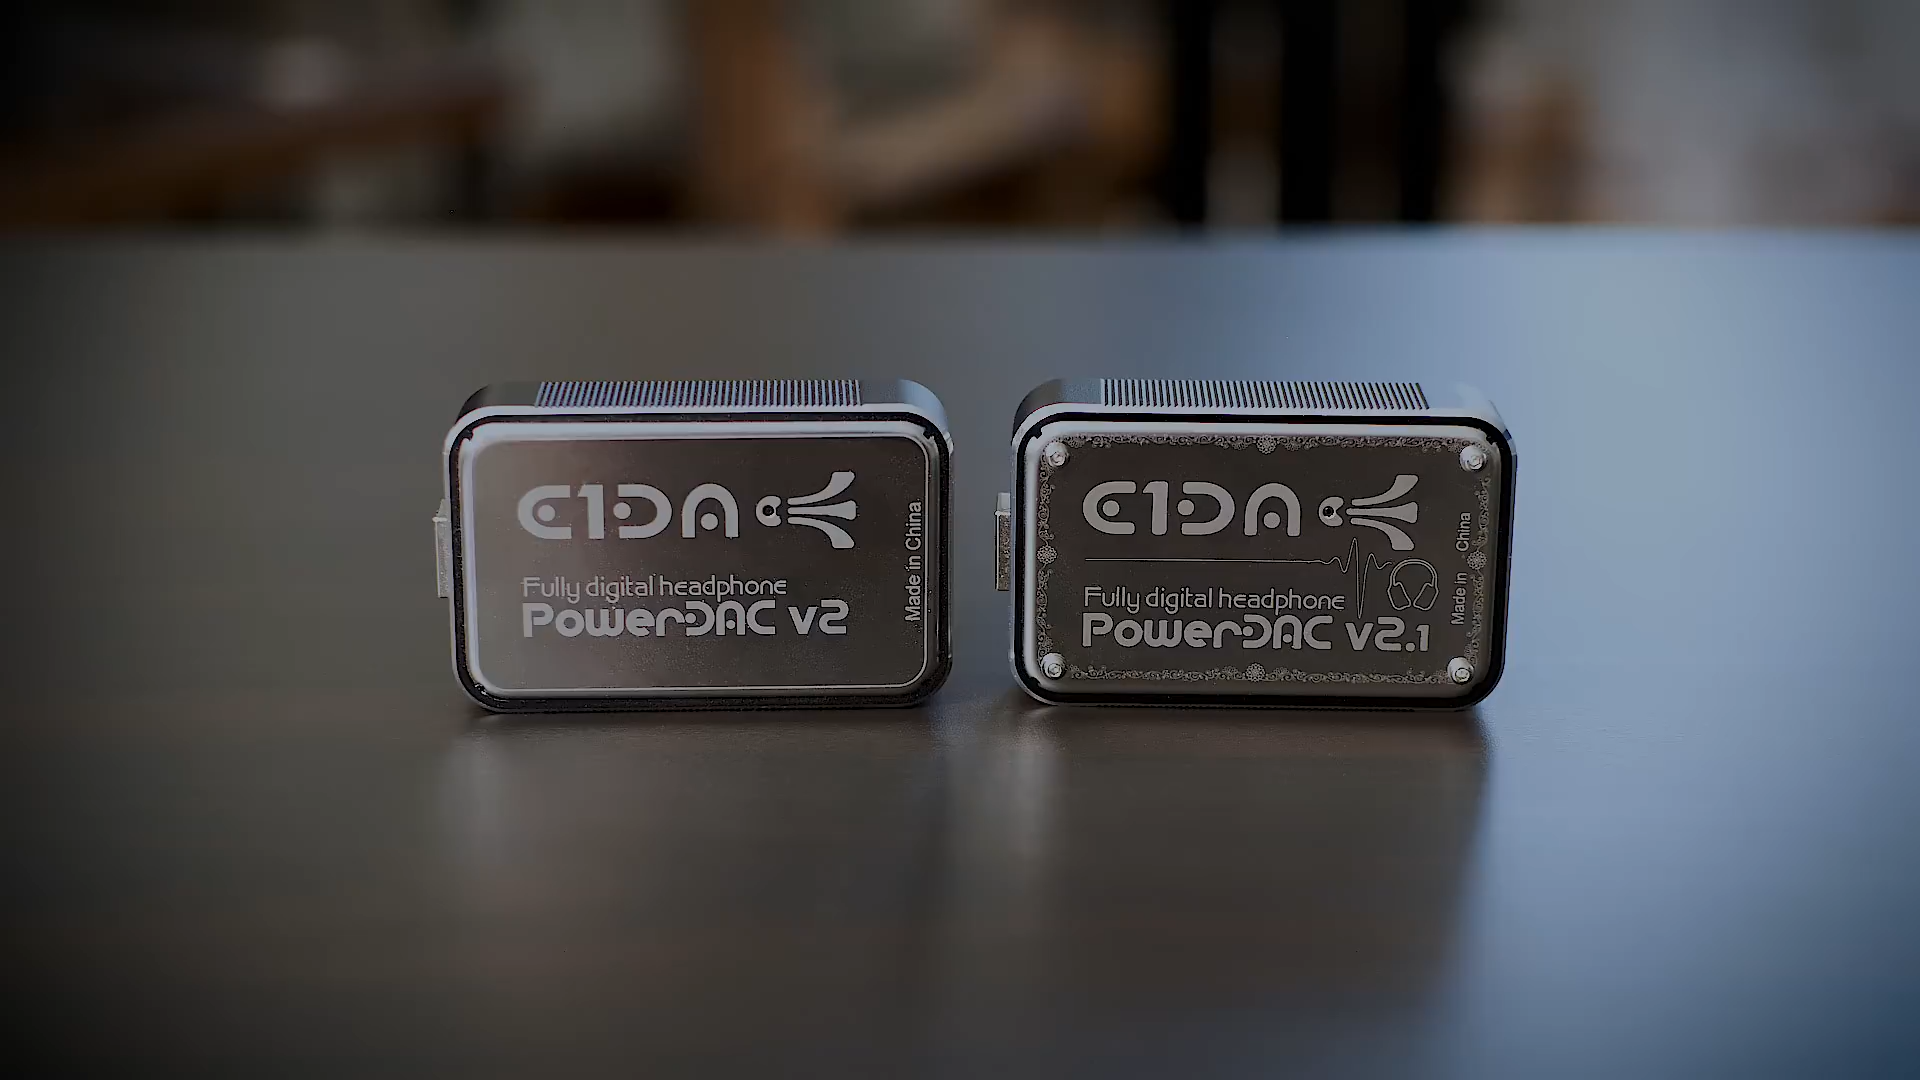 E1DA
Fully digital headphone
PowerDAC v2
Made in China
E1DA
Fully digital headphone
PowerDAC v2.1
Made in China